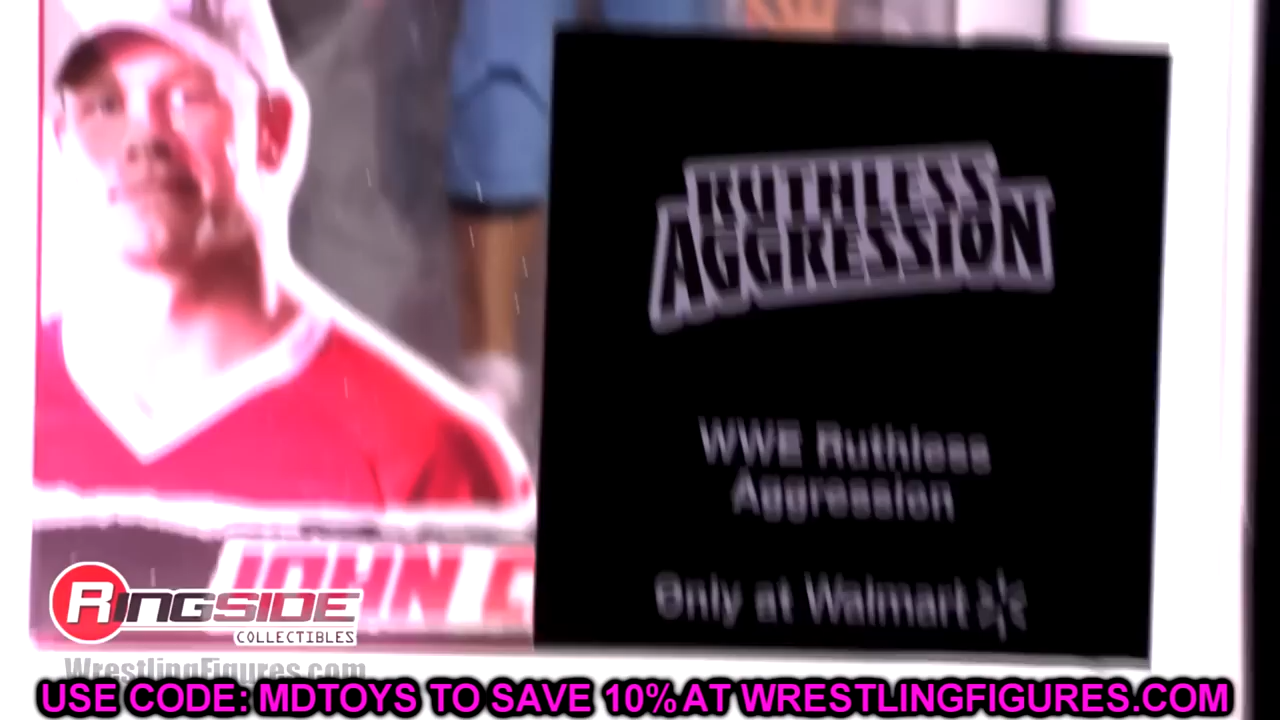 RUTHLESS
AGGRESSION
WWE Ruthless
Aggression
Only at Walmart
JOHN C
RINGSIDE
COLLECTIBLES
WrestlingFigures.com
USE CODE: MDTOYS TO SAVE 10% AT WRESTLINGFIGURES.COM